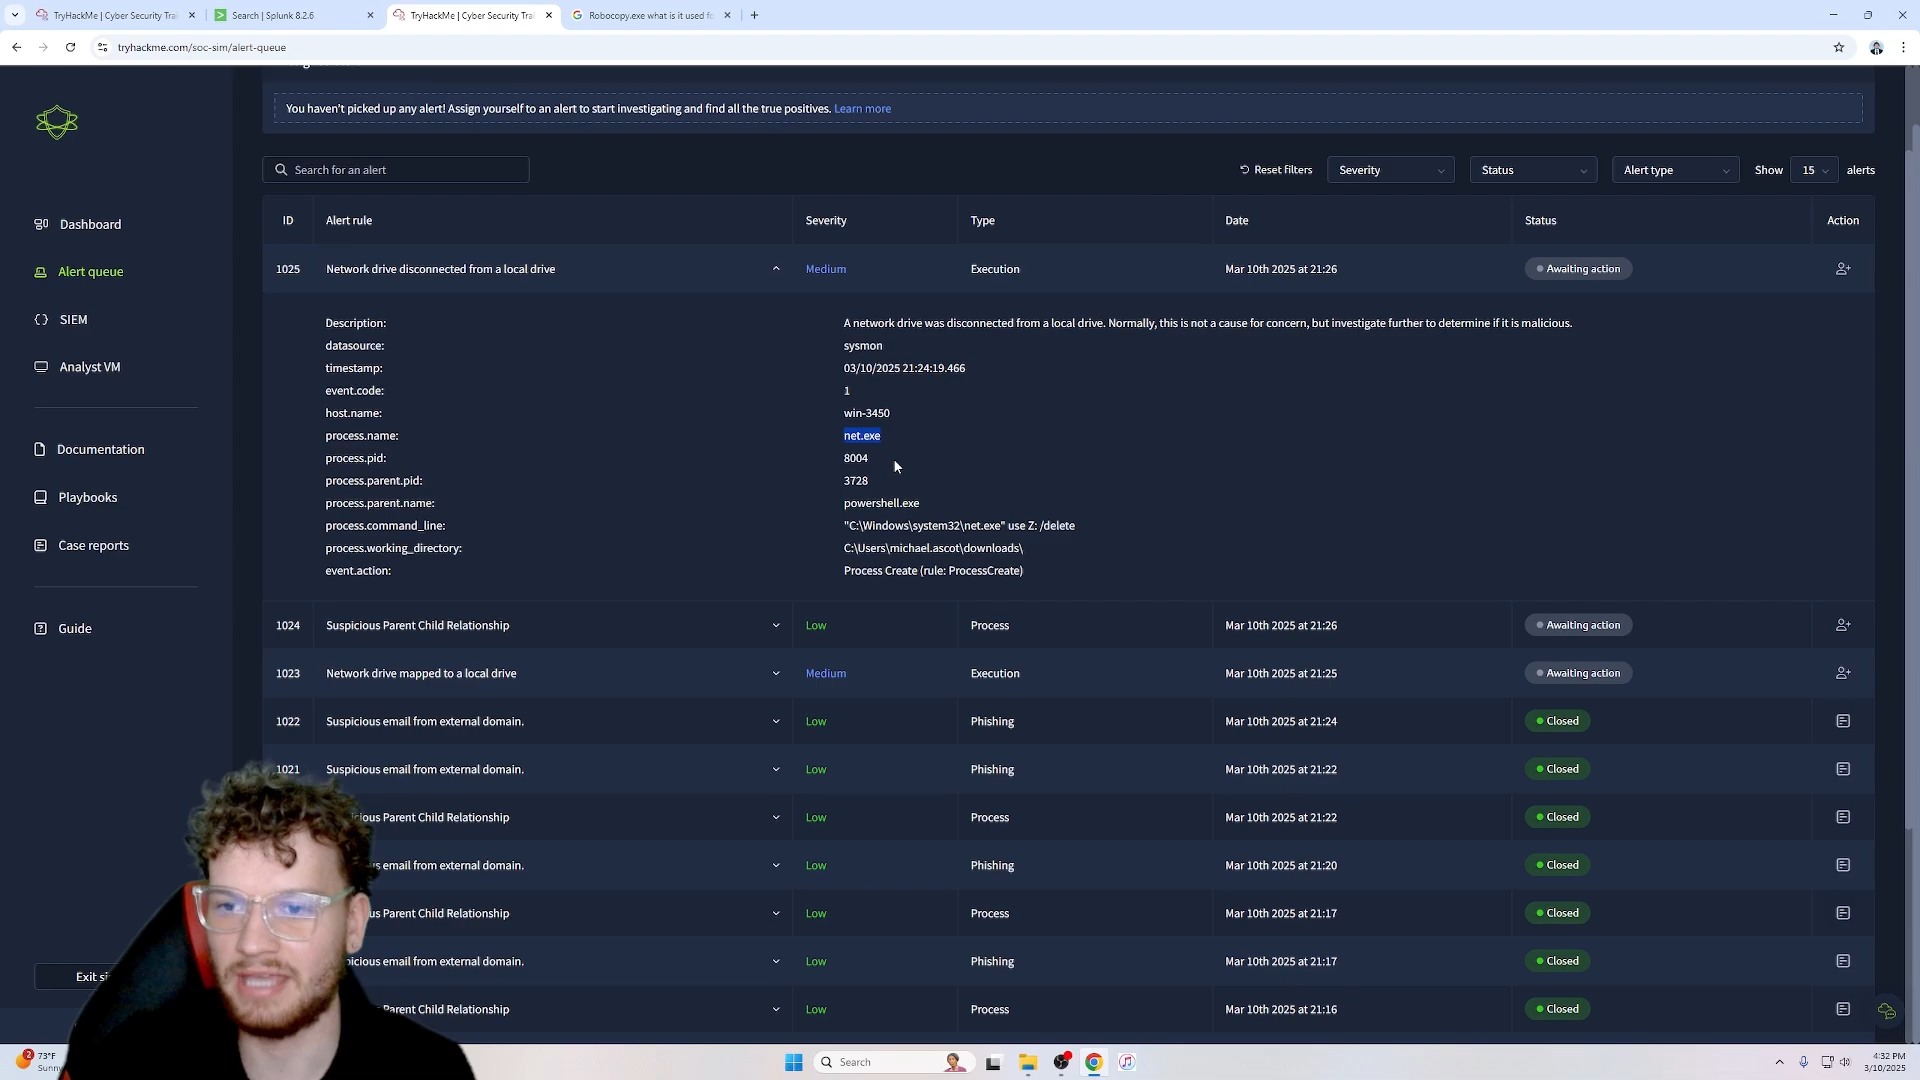 TryHackMe | Cyber Security Trai
Search | Splunk 8.2.6
TryHackMe | Cyber Security Trai
Robocopy.exe what is it used fo
tryhackme.com/soc-sim/alert-queue
You haven't picked up any alert! Assign yourself to an alert to start investigating and find all the true positives. Learn more
Search for an alert
Reset filters
Severity
Status
Alert type
Show
15
alerts
Dashboard
Alert queue
SIEM
Analyst VM
Documentation
Playbooks
Case reports
Guide
Exit si
ID Alert rule Severity Type Date Status Action
1025 Network drive disconnected from a local drive Medium Execution Mar 10th 2025 at 21:26 Awaiting action
Description: A network drive was disconnected from a local drive. Normally, this is not a cause for concern, but investigate further to determine if it is malicious.
datasource: sysmon
timestamp: 03/10/2025 21:24:19.466
event.code: 1
host.name: win-3450
process.name: net.exe
process.pid: 8004
process.parent.pid: 3728
process.parent.name: powershell.exe
process.command_line: "C:\Windows\system32\net.exe" use Z: /delete
process.working_directory: C:\Users\michael.ascot\downloads\
event.action: Process Create (rule: ProcessCreate)
1024 Suspicious Parent Child Relationship Low Process Mar 10th 2025 at 21:26 Awaiting action
1023 Network drive mapped to a local drive Medium Execution Mar 10th 2025 at 21:25 Awaiting action
1022 Suspicious email from external domain. Low Phishing Mar 10th 2025 at 21:24 Closed
1021 Suspicious email from external domain. Low Phishing Mar 10th 2025 at 21:22 Closed
us Parent Child Relationship Low Process Mar 10th 2025 at 21:22 Closed
us email from external domain. Low Phishing Mar 10th 2025 at 21:20 Closed
us Parent Child Relationship Low Process Mar 10th 2025 at 21:17 Closed
picious email from external domain. Low Phishing Mar 10th 2025 at 21:17 Closed
Parent Child Relationship Low Process Mar 10th 2025 at 21:16 Closed
2
73°F
Sunny
Search
4:32 PM
3/10/2025